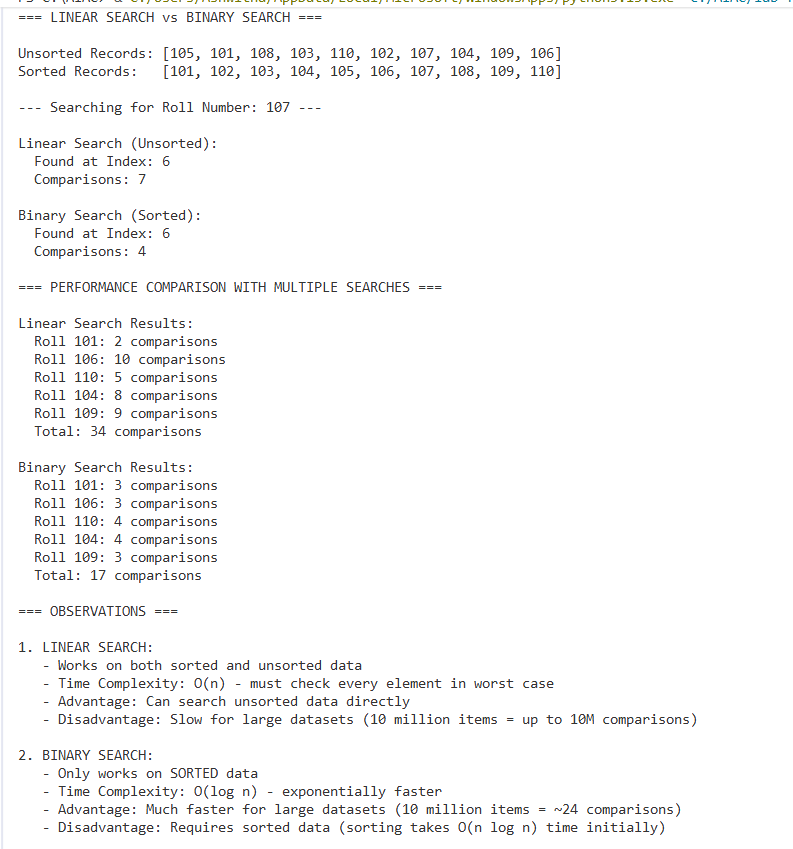 === LINEAR SEARCH vs BINARY SEARCH ===
Unsorted Records: [105, 101, 108, 103, 110, 102, 107, 104, 109, 106]
Sorted Records:   [101, 102, 103, 104, 105, 106, 107, 108, 109, 110]
--- Searching for Roll Number: 107 ---
Linear Search (Unsorted):
  Found at Index: 6
  Comparisons: 7
Binary Search (Sorted):
  Found at Index: 6
  Comparisons: 4
=== PERFORMANCE COMPARISON WITH MULTIPLE SEARCHES ===
Linear Search Results:
  Roll 101: 2 comparisons
  Roll 106: 10 comparisons
  Roll 110: 5 comparisons
  Roll 104: 8 comparisons
  Roll 109: 9 comparisons
  Total: 34 comparisons
Binary Search Results:
  Roll 101: 3 comparisons
  Roll 106: 3 comparisons
  Roll 110: 4 comparisons
  Roll 104: 4 comparisons
  Roll 109: 3 comparisons
  Total: 17 comparisons
=== OBSERVATIONS ===
1. LINEAR SEARCH:
   - Works on both sorted and unsorted data
   - Time Complexity: O(n) - must check every element in worst case
   - Advantage: Can search unsorted data directly
   - Disadvantage: Slow for large datasets (10 million items = up to 10M comparisons)
2. BINARY SEARCH:
   - Only works on SORTED data
   - Time Complexity: O(log n) - exponentially faster
   - Advantage: Much faster for large datasets (10 million items = ~24 comparisons)
   - Disadvantage: Requires sorted data (sorting takes O(n log n) time initially)